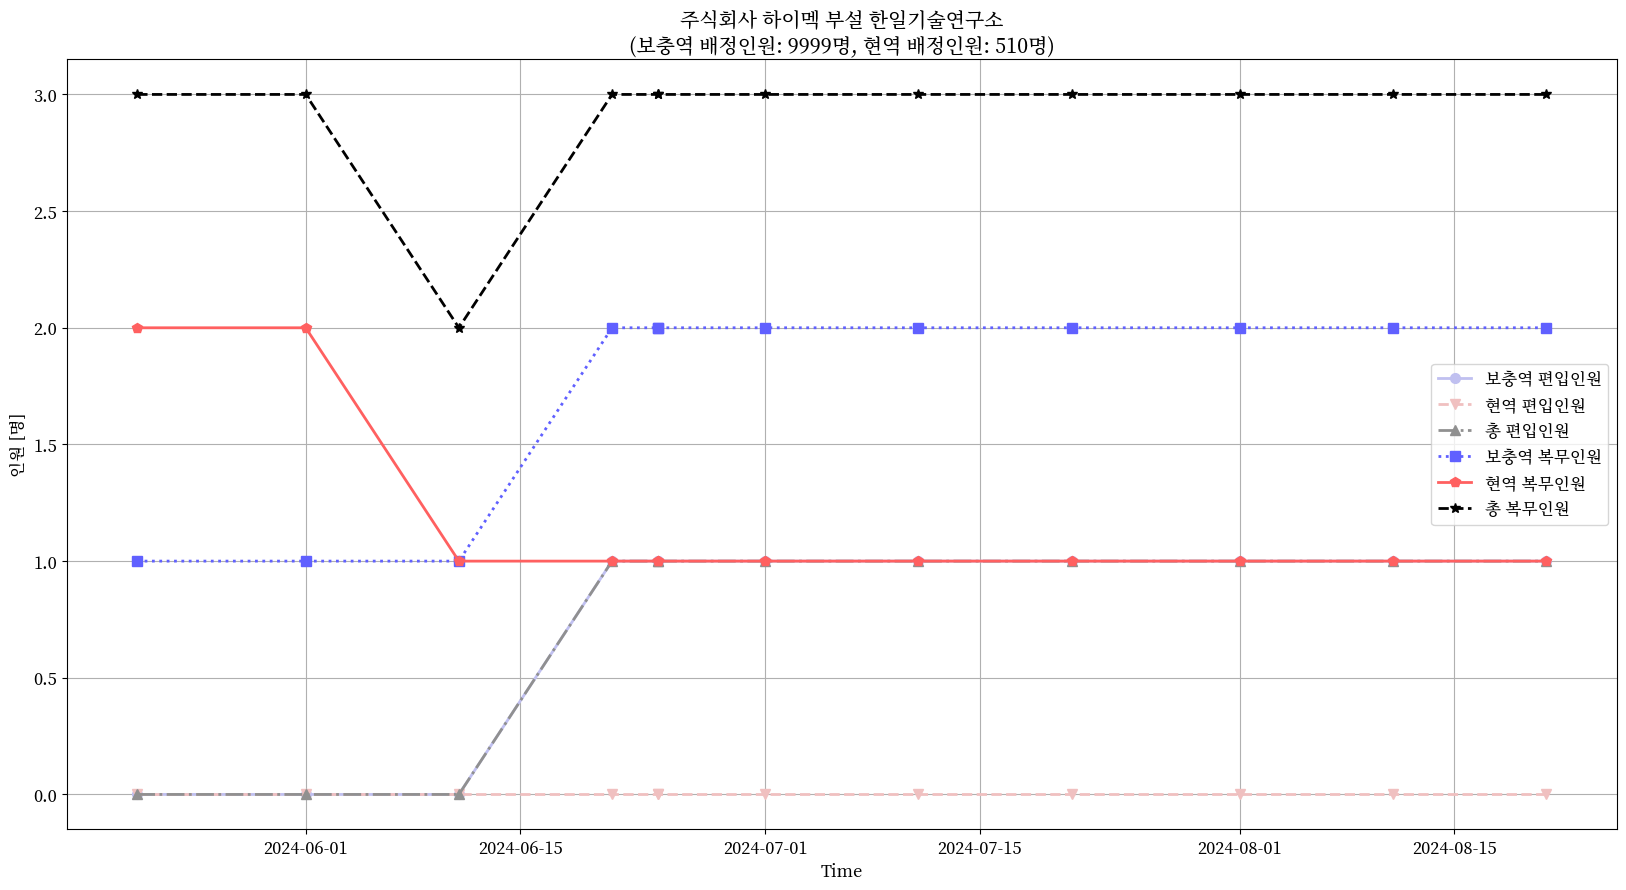 주식회사 하이멕 부설 한일기술연구소
(보충역 배정인원: 9999명, 현역 배정인원: 510명)
인원 [명]
3.0
2.5
2.0
1.5
1.0
0.5
0.0
보충역 편입인원
현역 편입인원
총 편입인원
보충역 복무인원
현역 복무인원
총 복무인원
2024-06-01
2024-06-15
2024-07-01
2024-07-15
2024-08-01
2024-08-15
Time